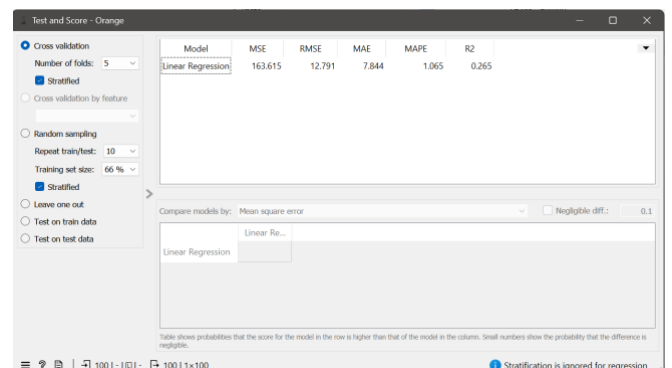 Test and Score - Orange
Cross validation
Number of folds: 5
Stratified
Cross validation by feature
Random sampling
Repeat train/test: 10
Training set size: 66 %
Stratified
Leave one out
Test on train data
Test on test data
Model MSE RMSE MAE MAPE R2
Linear Regression 163.615 12.791 7.844 1.065 0.265
Compare models by: Mean square error Negligible diff.: 0.1
Linear Re...
Linear Regression
Table shows probabilities that the score for the model in the row is higher than that of the model in the column. Small numbers show the probability that the difference is
negligible.
100 | - 100 | 1×100 Stratification is ignored for regression